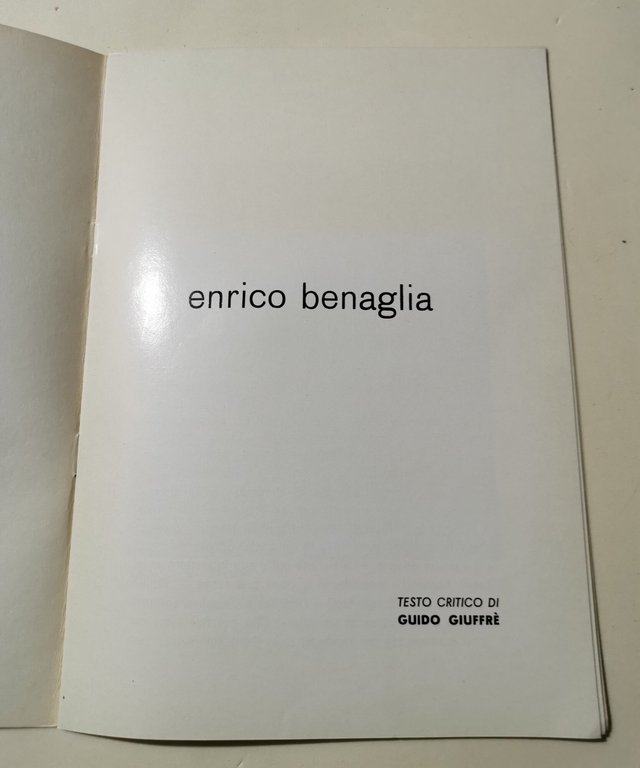 enrico benaglia
TESTO CRITICO DI
GUIDO GIUFFRÈ